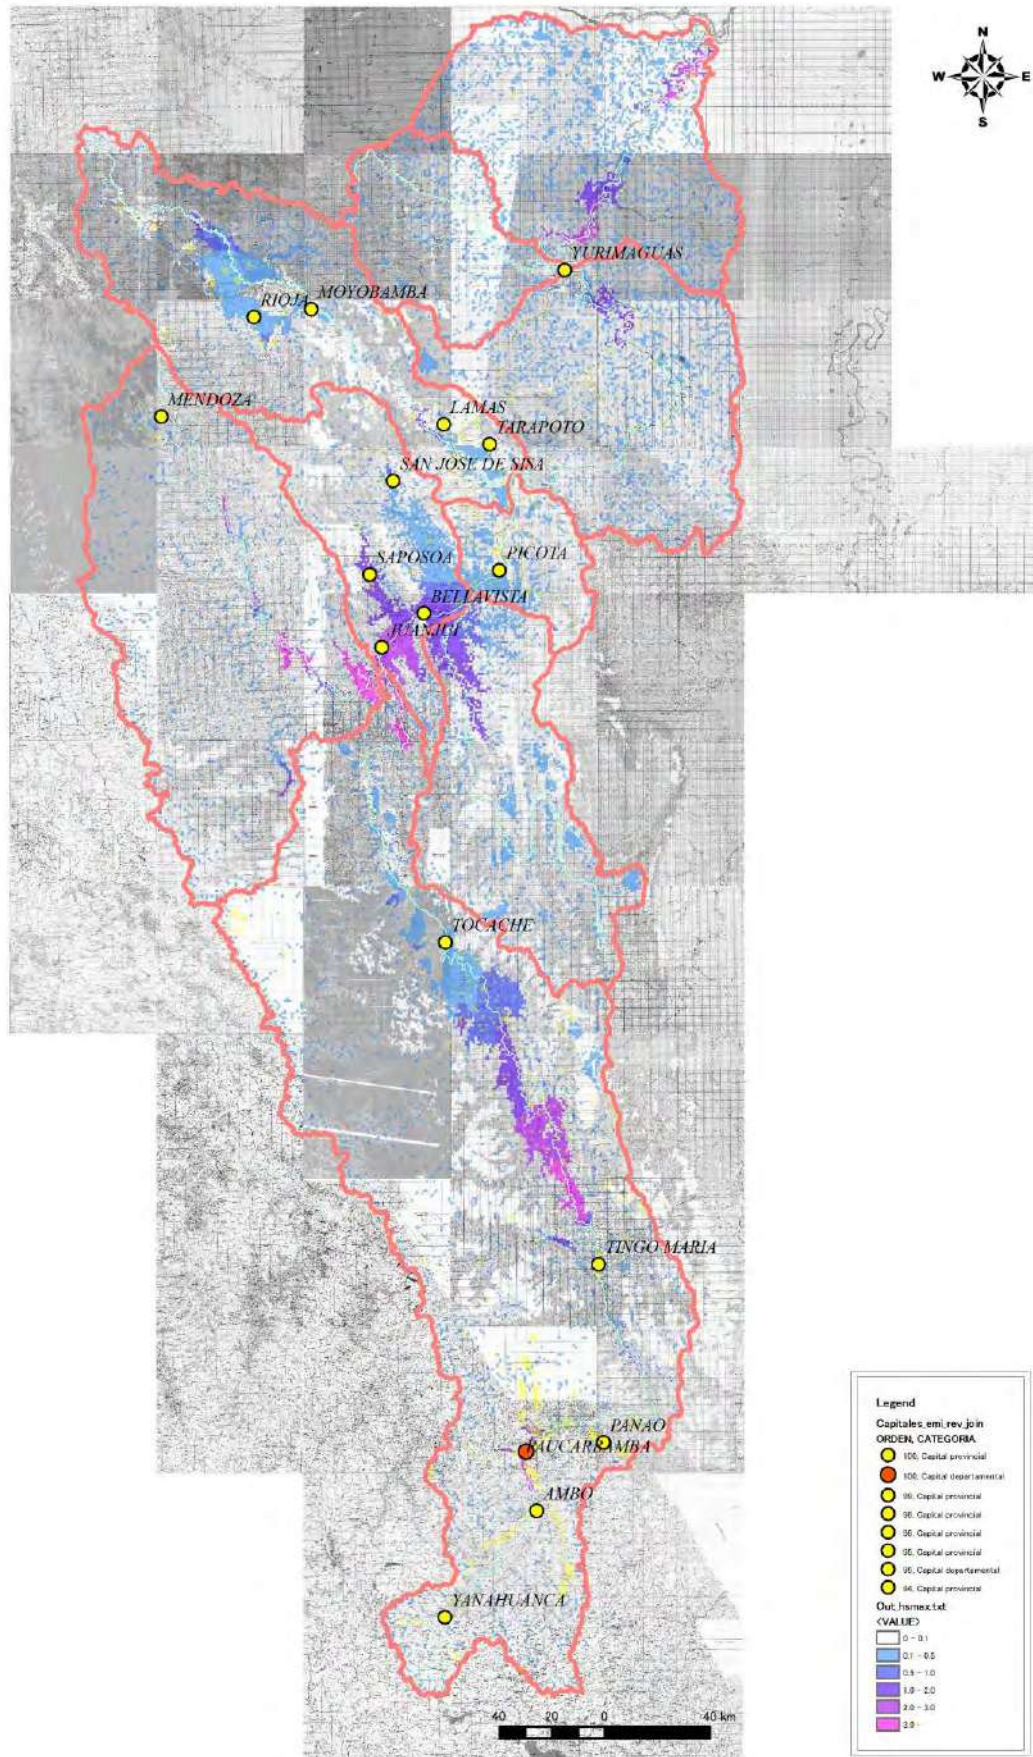 N
W E
S
YURIMAGUAS
MOYOBAMBA
RIOJA
MENDOZA
LAMAS
TARAPOTO
SAN JOSE DE SISA
PICOTA
SAPOSOA
BELLAVISTA
JUANJUI
TOCACHE
TINGO MARIA
PANAO
PAUCARBAMBA
AMBO
YANAHUANCA
40 20 0 40 km
Legend
Capitales_emi_rev_join
ORDEN, CATEGORIA
100, Capital provincial
100, Capital departamental
99, Capital provincial
98, Capital provincial
Capital provincial
95, Capital provincial
95, Capital departamental
Capital provincial
Out_hsmax.txt
<VALUE>
0 - 0.1
0.1 - 0.5
0.5 - 1.0
1.0 - 2.0
2.0 - 3.0
3.0 -